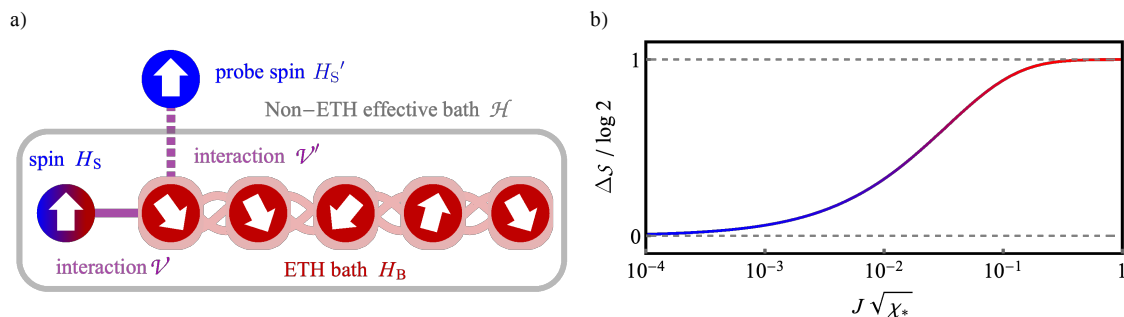 a)
probe spin H_S'
Non-ETH effective bath ℋ
spin H_S
interaction 𝒱'
interaction 𝒱
ETH bath H_B
b)
Δ𝒮 / log 2
1
0
10^-4
10^-3
10^-2
10^-1
1
J √χ_*